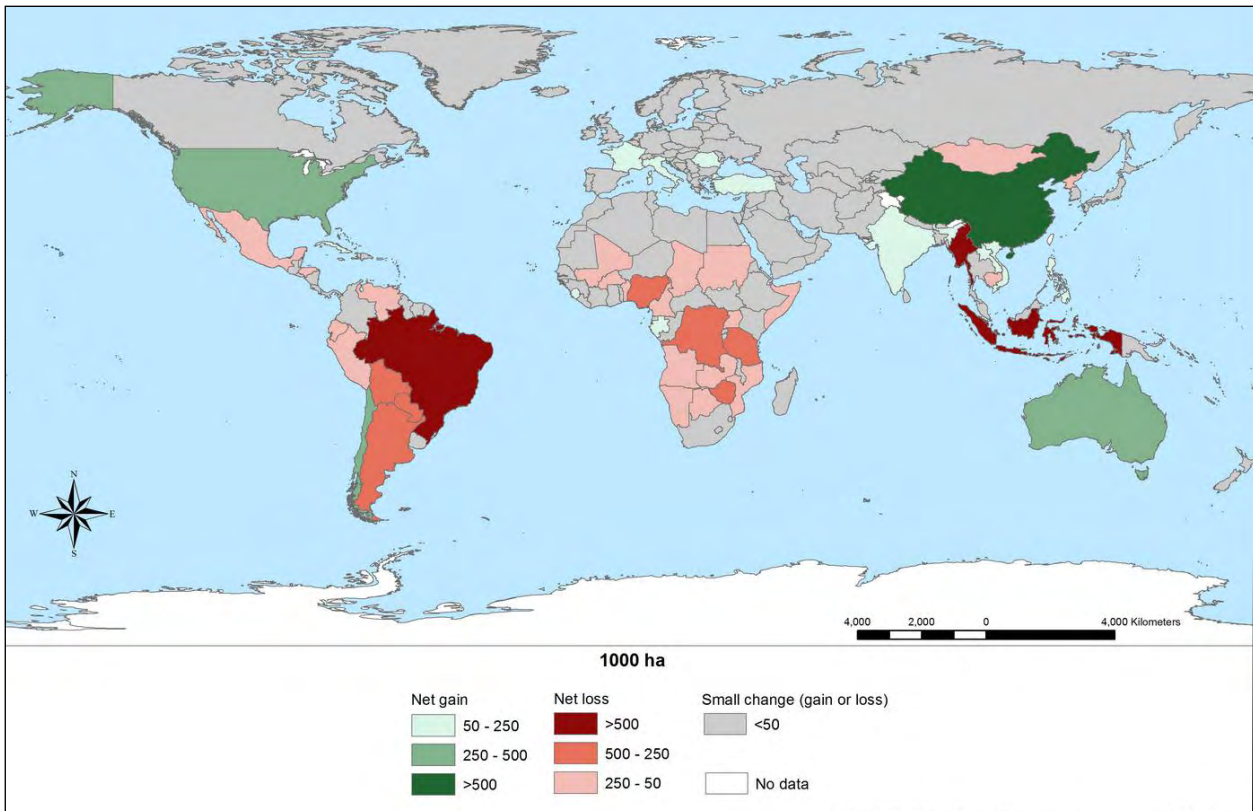 N
W E
S
4,000 2,000 0 4,000 Kilometers
1000 ha
Net gain Net loss Small change (gain or loss)
50 - 250 >500 <50
250 - 500 500 - 250
>500 250 - 50 No data